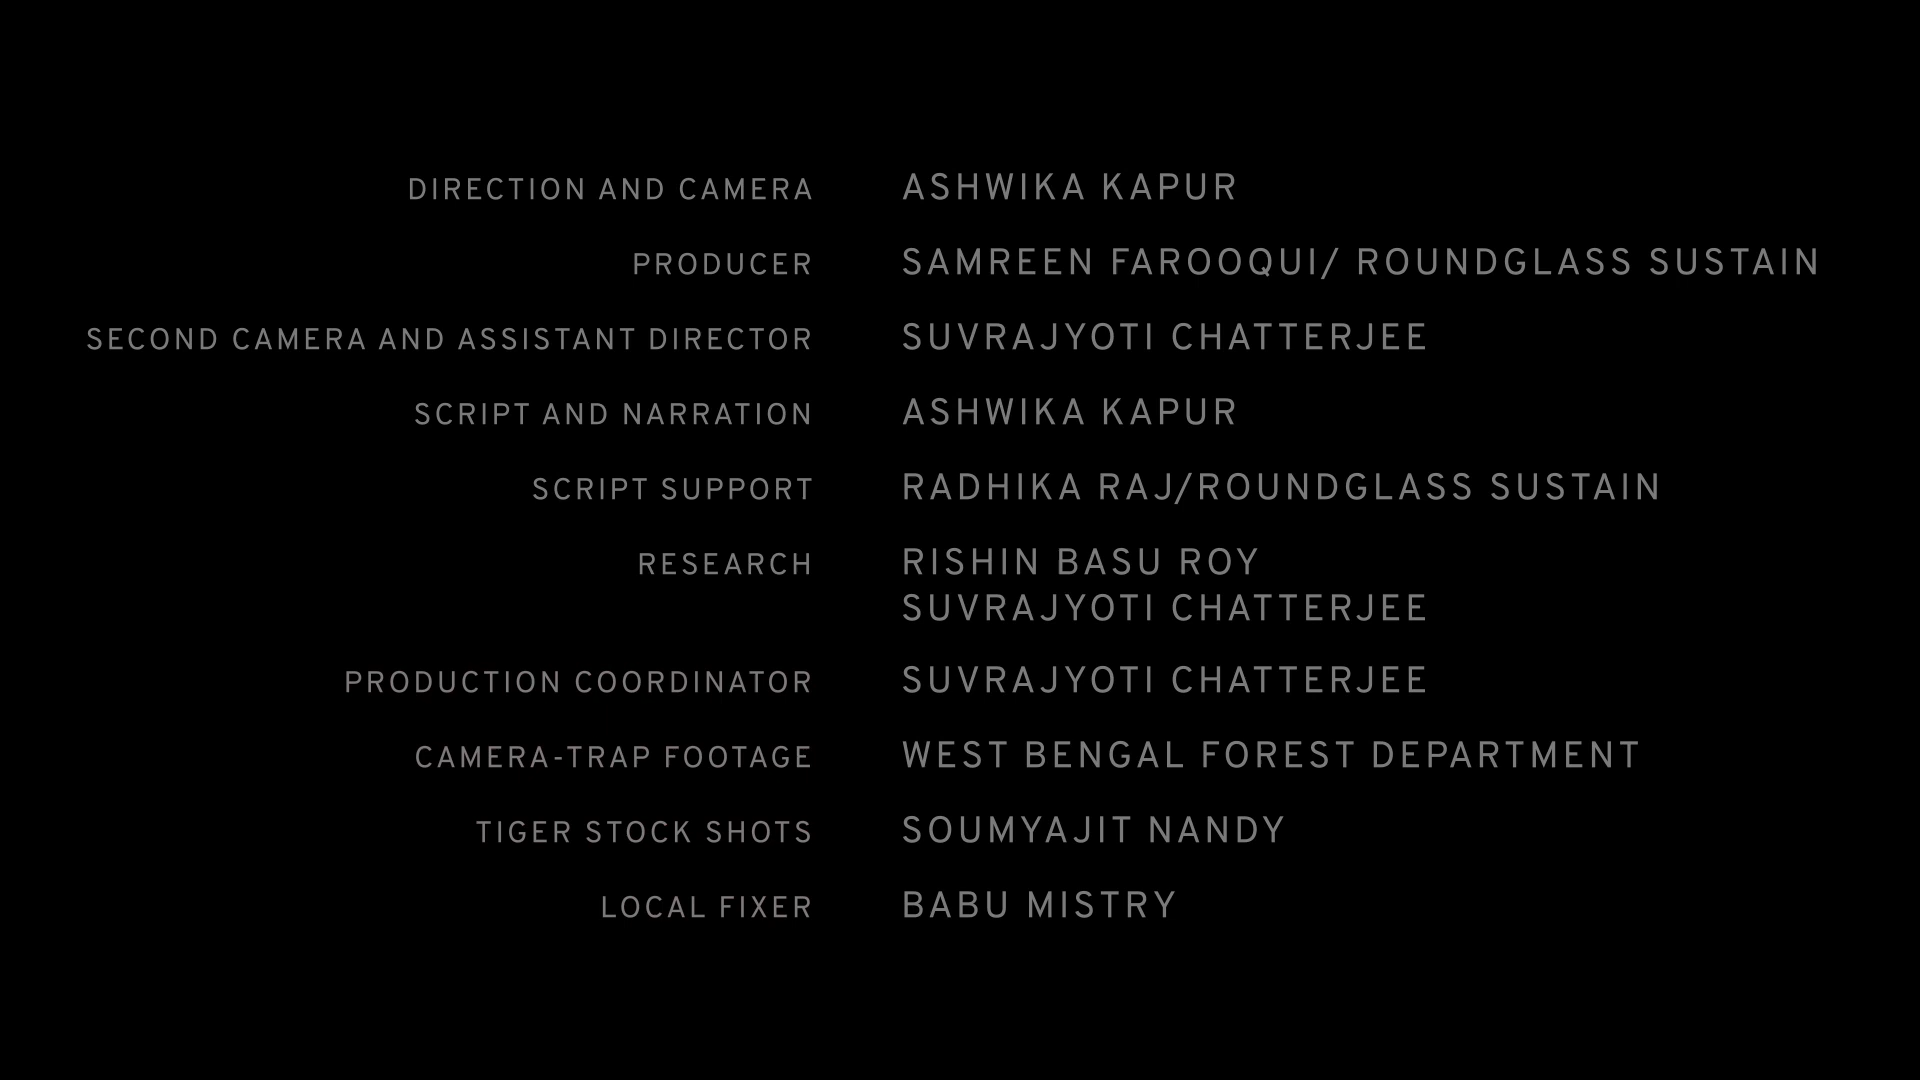 DIRECTION AND CAMERA ASHWIKA KAPUR
PRODUCER SAMREEN FAROOQUI/ ROUNDGLASS SUSTAIN
SECOND CAMERA AND ASSISTANT DIRECTOR SUVRAJYOTI CHATTERJEE
SCRIPT AND NARRATION ASHWIKA KAPUR
SCRIPT SUPPORT RADHIKA RAJ/ROUNDGLASS SUSTAIN
RESEARCH RISHIN BASU ROY
SUVRAJYOTI CHATTERJEE
PRODUCTION COORDINATOR SUVRAJYOTI CHATTERJEE
CAMERA-TRAP FOOTAGE WEST BENGAL FOREST DEPARTMENT
TIGER STOCK SHOTS SOUMYAJIT NANDY
LOCAL FIXER BABU MISTRY